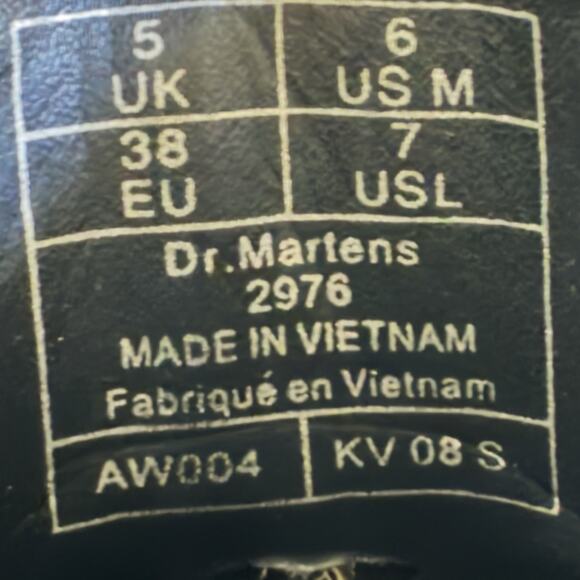 5 UK
6 US M
38 EU
7 USL
Dr.Martens
2976
MADE IN VIETNAM
Fabriqué en Vietnam
AW004
KV 08 S